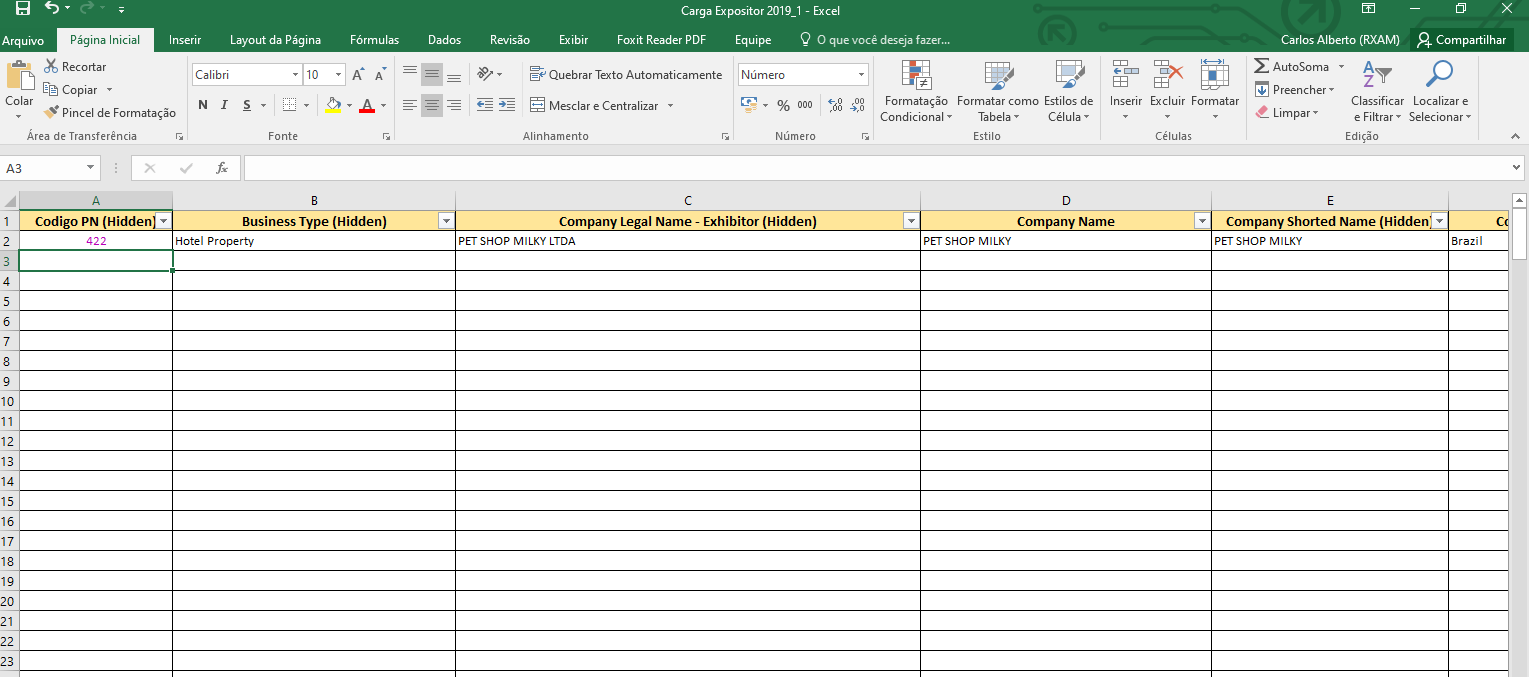 Carga Expositor 2019_1 - Excel
Arquivo Página Inicial Inserir Layout da Página Fórmulas Dados Revisão Exibir Foxit Reader PDF Equipe O que você deseja fazer... Carlos Alberto (RXAM) Compartilhar
Colar
Recortar
Copiar
Pincel de Formatação
Área de Transferência
Calibri 10 A A
N I S A
Fonte
Quebrar Texto Automaticamente
Mesclar e Centralizar
Alinhamento
Número
% 000 ,00 ,00
Número
Formatação Condicional
Formatar como Tabela
Estilos de Célula
Estilo
Inserir Excluir Formatar
Células
AutoSoma
Preencher
Limpar
Classificar e Filtrar
Localizar e Selecionar
Edição
A3 fx
A B C D E
1 Codigo PN (Hidden) Business Type (Hidden) Company Legal Name - Exhibitor (Hidden) Company Name Company Shorted Name (Hidden)
2 422 Hotel Property PET SHOP MILKY LTDA PET SHOP MILKY PET SHOP MILKY Brazil
3
4
5
6
7
8
9
10
11
12
13
14
15
16
17
18
19
20
21
22
23